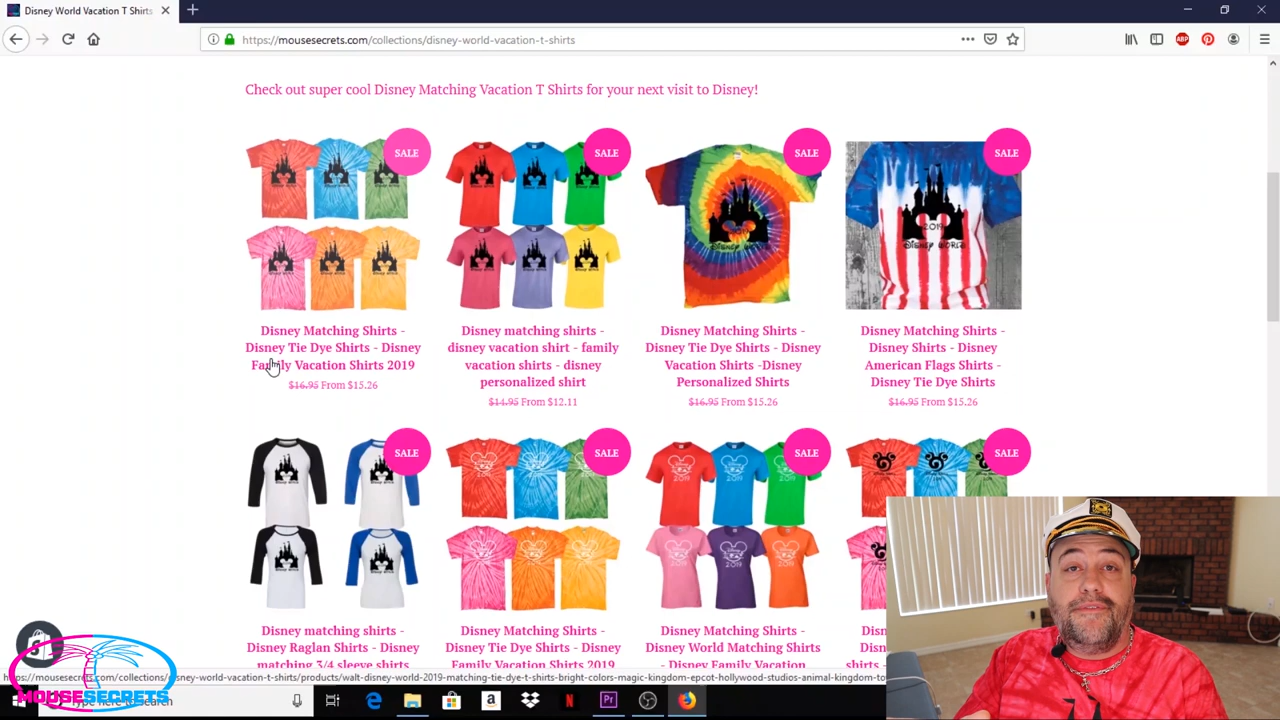 Disney World Vacation T Shirts
https://mousesecrets.com/collections/disney-world-vacation-t-shirts
ABP
Check out super cool Disney Matching Vacation T Shirts for your next visit to Disney!
SALE SALE SALE SALE
DISNEY WORLD
2019
DISNEY WORLD
Disney Matching Shirts -
Disney Tie Dye Shirts - Disney
Family Vacation Shirts 2019
$16.95 From $15.26
Disney matching shirts -
disney vacation shirt - family
vacation shirts - disney
personalized shirt
$14.95 From $12.11
Disney Matching Shirts -
Disney Tie Dye Shirts - Disney
Vacation Shirts -Disney
Personalized Shirts
$16.95 From $15.26
Disney Matching Shirts -
Disney Shirts - Disney
American Flags Shirts -
Disney Tie Dye Shirts
$16.95 From $15.26
SALE SALE SALE SALE
Disney matching shirts -
Disney Raglan Shirts - Disney
matching 3/4 sleeve shirts
Disney Matching Shirts -
Disney Tie Dye Shirts - Disney
Family Vacation Shirts 2019
Disney Matching Shirts -
Disney World Matching Shirts
- Disney Family Vacation
MOUSESECRETS
https://mousesecrets.com/collections/disney-world-vacation-t-shirts/products/walt-disney-world-2019-matching-tie-dye-t-shirts-bright-colors-magic-kingdom-epcot-hollywood-studios-animal-kingdom-to